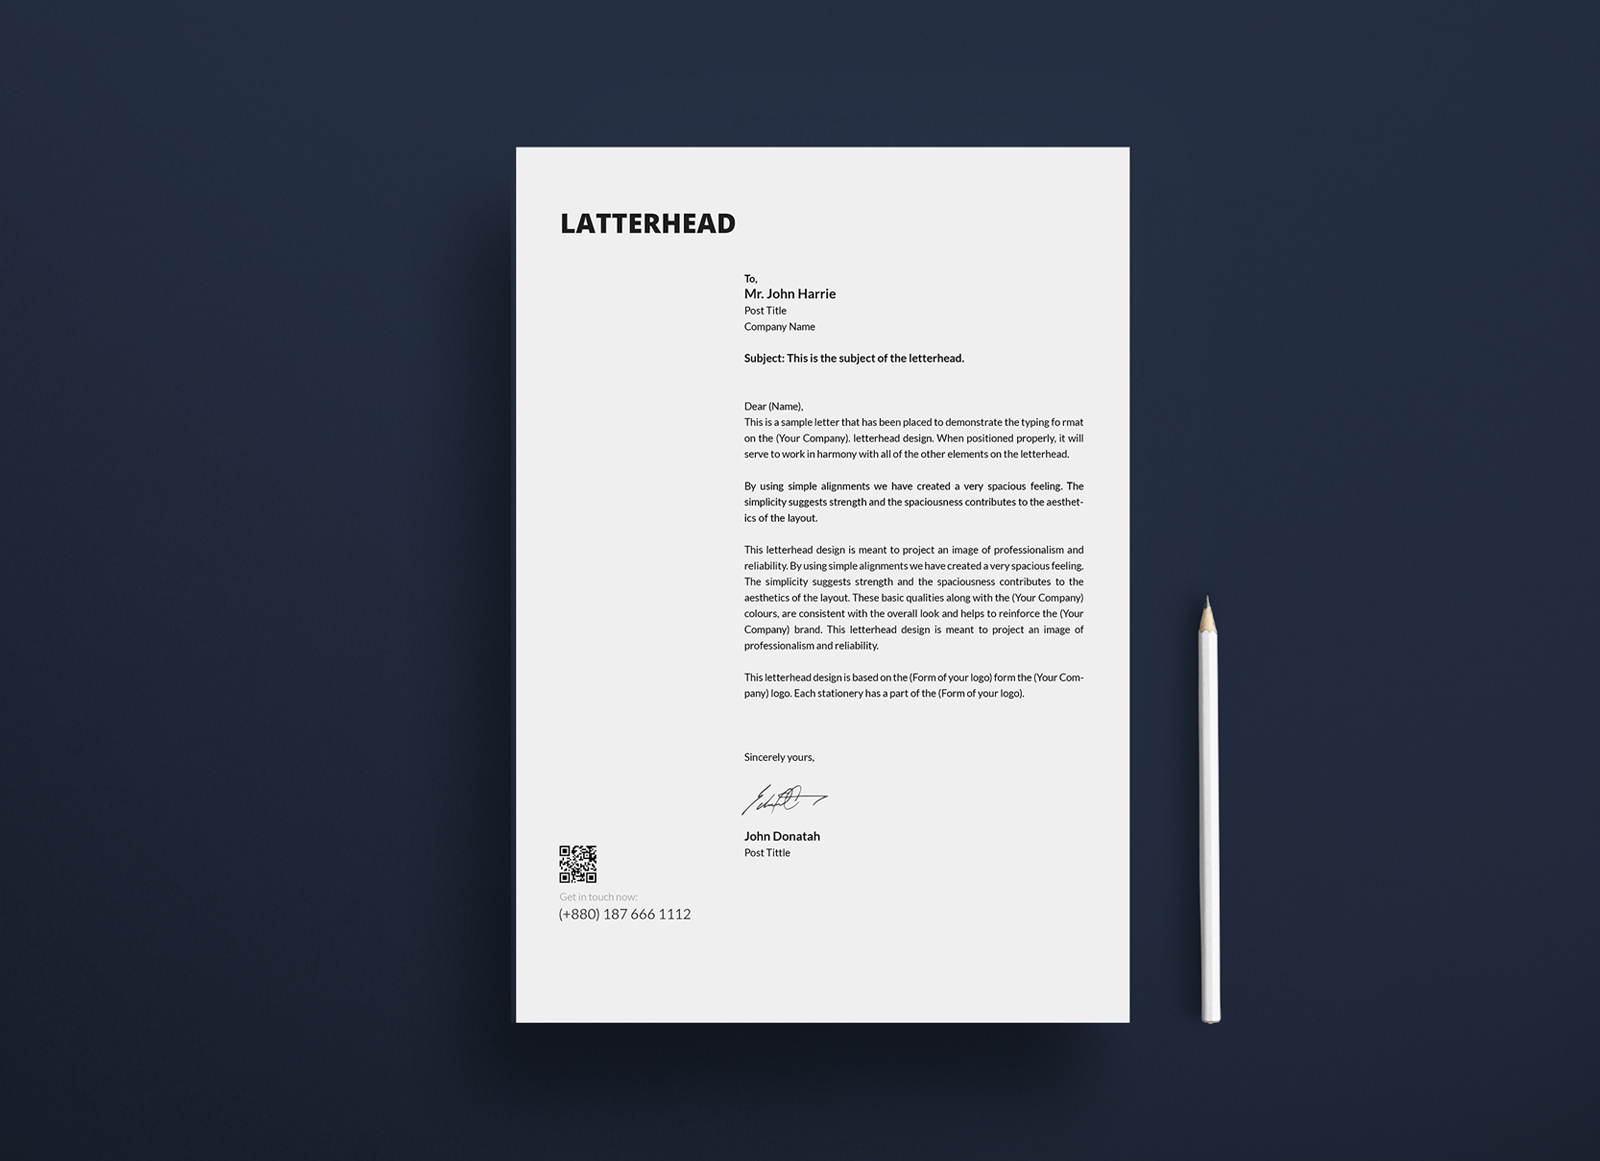 LATTERHEAD
To,
Mr. John Harrie
Post Title
Company Name
Subject: This is the subject of the letterhead.
Dear (Name),
This is a sample letter that has been placed to demonstrate the typing fo rmat
on the (Your Company). letterhead design. When positioned properly, it will
serve to work in harmony with all of the other elements on the letterhead.
By using simple alignments we have created a very spacious feeling. The
simplicity suggests strength and the spaciousness contributes to the aesthet-
ics of the layout.
This letterhead design is meant to project an image of professionalism and
reliability. By using simple alignments we have created a very spacious feeling.
The simplicity suggests strength and the spaciousness contributes to the
aesthetics of the layout. These basic qualities along with the (Your Company)
colours, are consistent with the overall look and helps to reinforce the (Your
Company) brand. This letterhead design is meant to project an image of
professionalism and reliability.
This letterhead design is based on the (Form of your logo) form the (Your Com-
pany) logo. Each stationery has a part of the (Form of your logo).
Sincerely yours,
John Donatah
Post Tittle
Get in touch now:
(+880) 187 666 1112